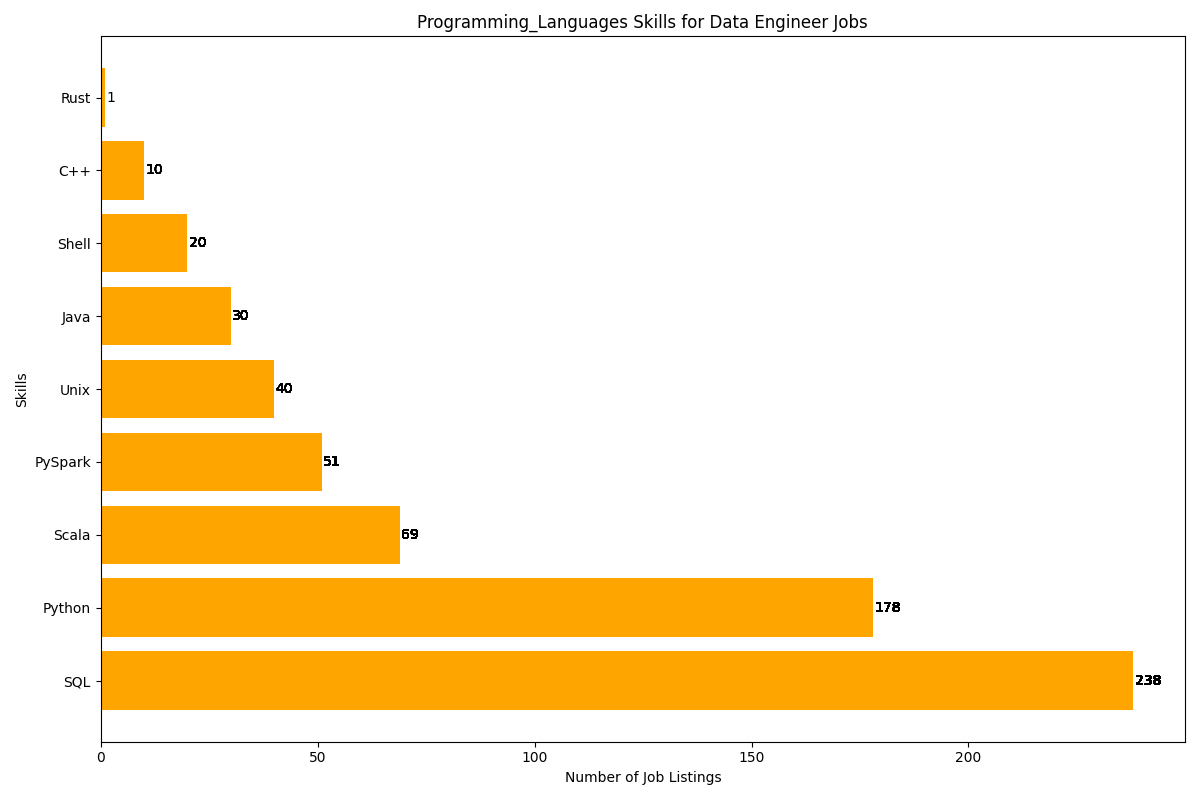 Programming_Languages Skills for Data Engineer Jobs
Rust 1
C++ 10
Shell 20
Java 30
Unix 40
PySpark 51
Scala 69
Python 178
SQL 238
Skills
0 50 100 150 200
Number of Job Listings